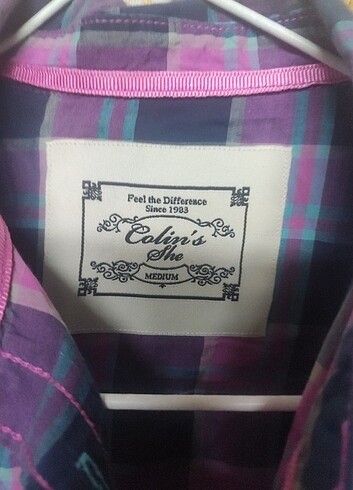 Feel the Difference
Since 1983
Colin's
She
MEDIUM